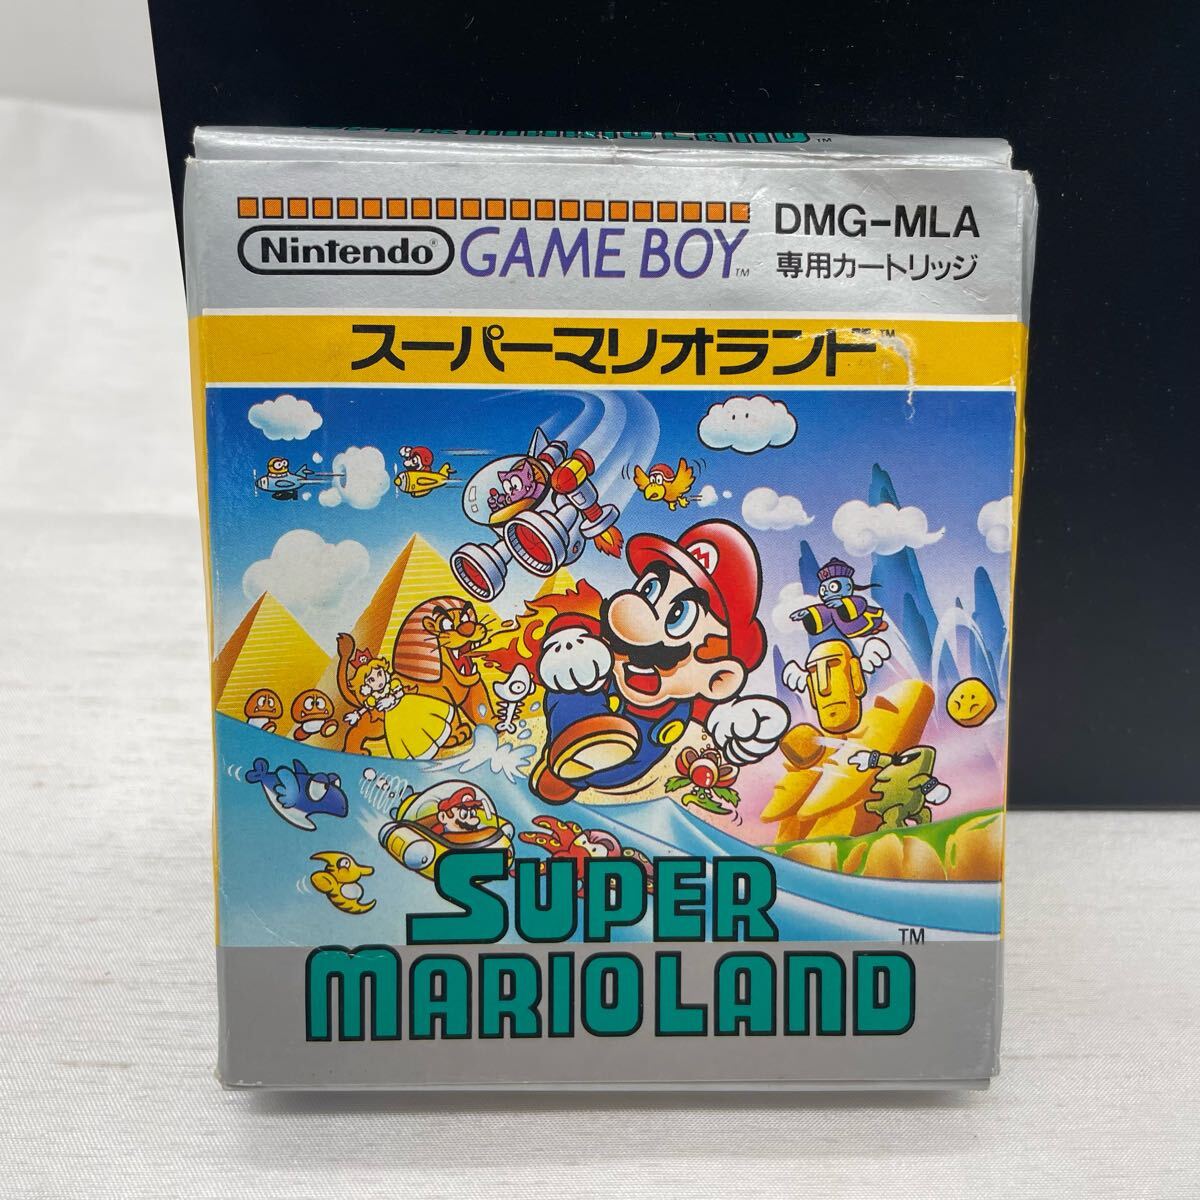 SUPER MARIOLAND TM
Nintendo® GAME BOY TM
DMG-MLA
専用カートリッジ
スーパーマリオランド TM
M
SUPER
MARIOLAND TM